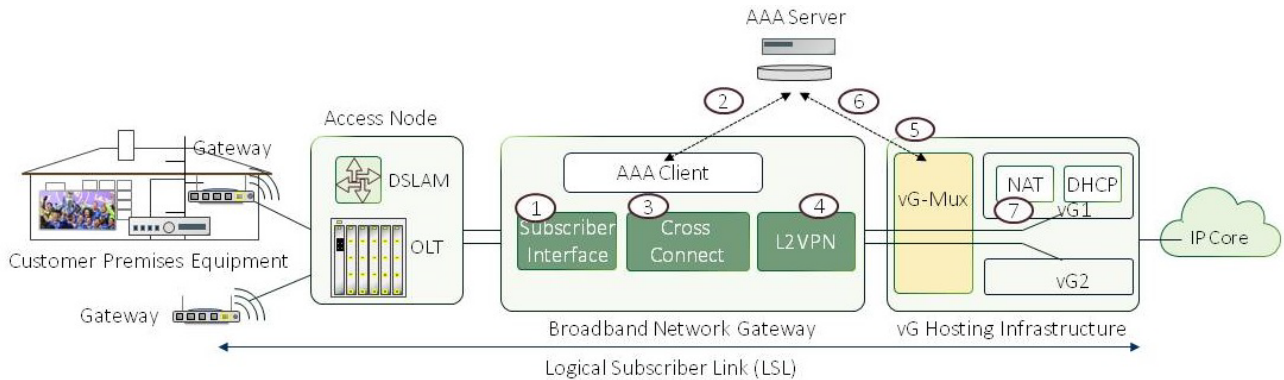 AAA Server
2
6
Access Node
5
Gateway
AAA Client
DSLAM
NAT
DHCP
vG-Mux
1
3
4
7
vG1
Subscriber
Interface
Cross
Connect
L2VPN
OLT
IP Core
Customer Premises Equipment
vG2
Gateway
Broadband Network Gateway
vG Hosting Infrastructure
Logical Subscriber Link (LSL)